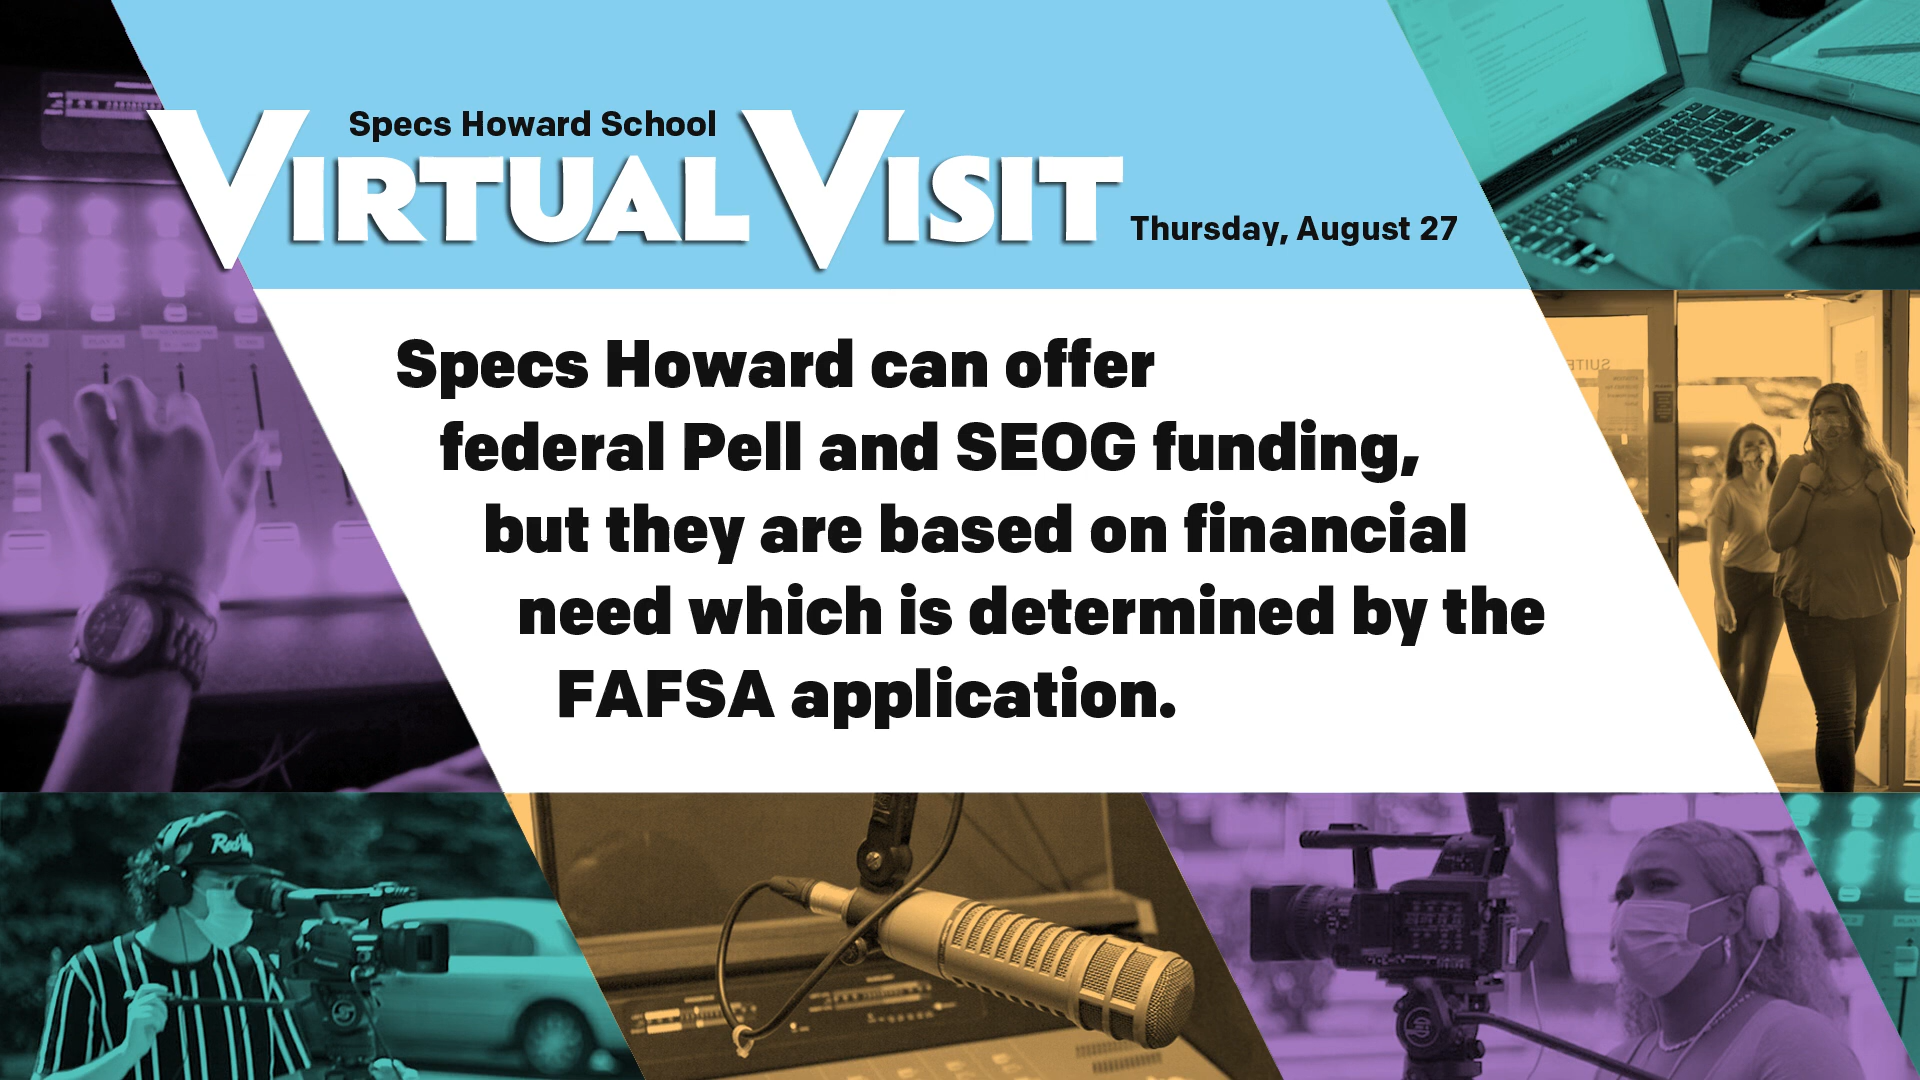 Specs Howard School
VIRTUAL VISIT
Thursday, August 27
Specs Howard can offer
federal Pell and SEOG funding,
but they are based on financial
need which is determined by the
FAFSA application.